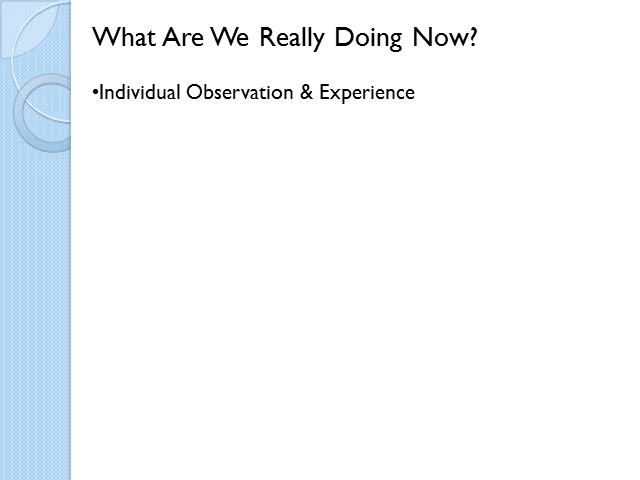 What Are We Really Doing Now?
•Individual Observation & Experience